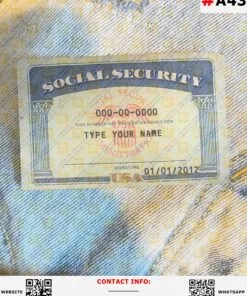 #A43
SOCIAL SECURITY
000-00-0000
THIS NUMBER HAS BEEN ESTABLISHED FOR
TYPE YOUR NAME
SIGNATURE
01/01/2012
USA
CONTACT INFO:
WEBSITE
WHATSAPP